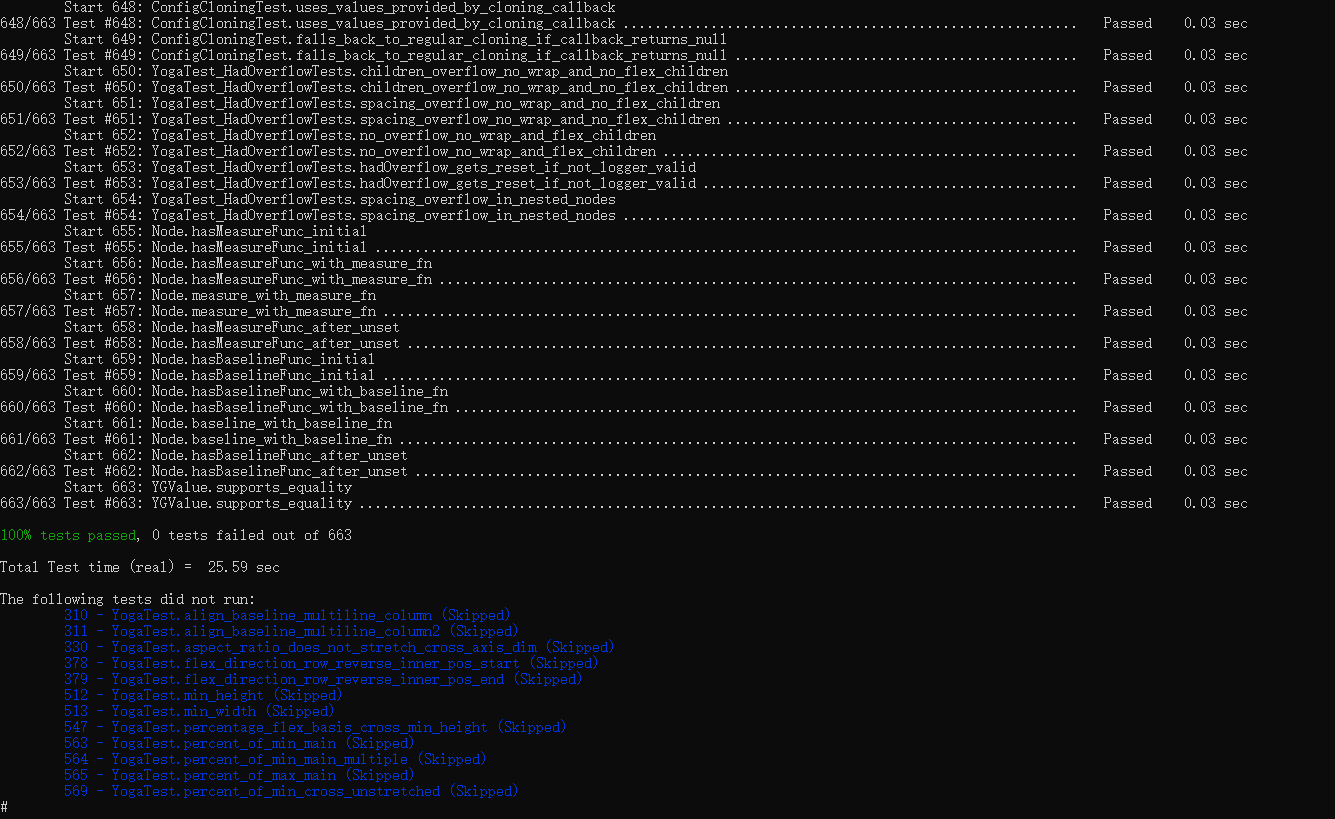 Start 648: ConfigCloningTest.uses_values_provided_by_cloning_callback
648/663 Test #648: ConfigCloningTest.uses_values_provided_by_cloning_callback .........................................................   Passed    0.03 sec
Start 649: ConfigCloningTest.falls_back_to_regular_cloning_if_callback_returns_null
649/663 Test #649: ConfigCloningTest.falls_back_to_regular_cloning_if_callback_returns_null ...........................................   Passed    0.03 sec
Start 650: YogaTest_HadOverflowTests.children_overflow_no_wrap_and_no_flex_children
650/663 Test #650: YogaTest_HadOverflowTests.children_overflow_no_wrap_and_no_flex_children ...........................................   Passed    0.03 sec
Start 651: YogaTest_HadOverflowTests.spacing_overflow_no_wrap_and_no_flex_children
651/663 Test #651: YogaTest_HadOverflowTests.spacing_overflow_no_wrap_and_no_flex_children ............................................   Passed    0.03 sec
Start 652: YogaTest_HadOverflowTests.no_overflow_no_wrap_and_flex_children
652/663 Test #652: YogaTest_HadOverflowTests.no_overflow_no_wrap_and_flex_children ....................................................   Passed    0.03 sec
Start 653: YogaTest_HadOverflowTests.hadOverflow_gets_reset_if_not_logger_valid
653/663 Test #653: YogaTest_HadOverflowTests.hadOverflow_gets_reset_if_not_logger_valid ...............................................   Passed    0.03 sec
Start 654: YogaTest_HadOverflowTests.spacing_overflow_in_nested_nodes
654/663 Test #654: YogaTest_HadOverflowTests.spacing_overflow_in_nested_nodes .........................................................   Passed    0.03 sec
Start 655: Node.hasMeasureFunc_initial
655/663 Test #655: Node.hasMeasureFunc_initial ........................................................................................   Passed    0.03 sec
Start 656: Node.hasMeasureFunc_with_measure_fn
656/663 Test #656: Node.hasMeasureFunc_with_measure_fn ................................................................................   Passed    0.03 sec
Start 657: Node.measure_with_measure_fn
657/663 Test #657: Node.measure_with_measure_fn .......................................................................................   Passed    0.03 sec
Start 658: Node.hasMeasureFunc_after_unset
658/663 Test #658: Node.hasMeasureFunc_after_unset ....................................................................................   Passed    0.03 sec
Start 659: Node.hasBaselineFunc_initial
659/663 Test #659: Node.hasBaselineFunc_initial .......................................................................................   Passed    0.03 sec
Start 660: Node.hasBaselineFunc_with_baseline_fn
660/663 Test #660: Node.hasBaselineFunc_with_baseline_fn ..............................................................................   Passed    0.03 sec
Start 661: Node.baseline_with_baseline_fn
661/663 Test #661: Node.baseline_with_baseline_fn .....................................................................................   Passed    0.03 sec
Start 662: Node.hasBaselineFunc_after_unset
662/663 Test #662: Node.hasBaselineFunc_after_unset ...................................................................................   Passed    0.03 sec
Start 663: YGValue.supports_equality
663/663 Test #663: YGValue.supports_equality ..........................................................................................   Passed    0.03 sec
100% tests passed, 0 tests failed out of 663
Total Test time (real) =  25.59 sec
The following tests did not run:
310 - YogaTest.align_baseline_multiline_column (Skipped)
311 - YogaTest.align_baseline_multiline_column2 (Skipped)
330 - YogaTest.aspect_ratio_does_not_stretch_cross_axis_dim (Skipped)
378 - YogaTest.flex_direction_row_reverse_inner_pos_start (Skipped)
379 - YogaTest.flex_direction_row_reverse_inner_pos_end (Skipped)
512 - YogaTest.min_height (Skipped)
513 - YogaTest.min_width (Skipped)
547 - YogaTest.percentage_flex_basis_cross_min_height (Skipped)
563 - YogaTest.percent_of_min_main (Skipped)
564 - YogaTest.percent_of_min_main_multiple (Skipped)
565 - YogaTest.percent_of_max_main (Skipped)
569 - YogaTest.percent_of_min_cross_unstretched (Skipped)
#